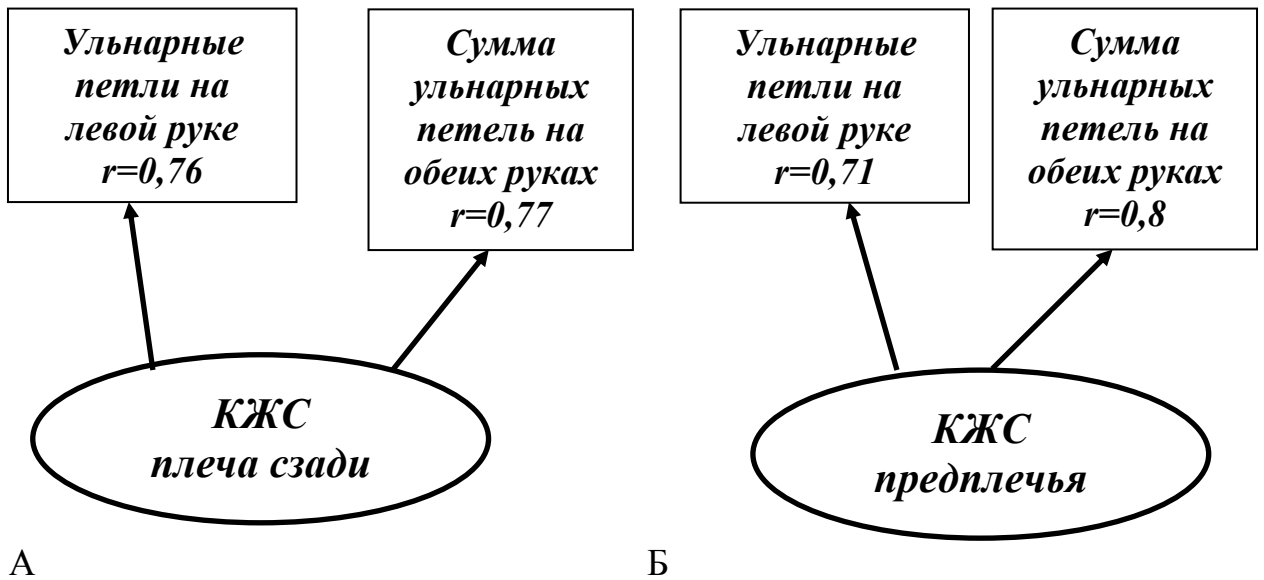 Ульнарные
петли на
левой руке
r=0,76
Сумма
ульнарных
петель на
обеих руках
r=0,77
КЖС
плеча сзади
А
Ульнарные
петли на
левой руке
r=0,71
Сумма
ульнарных
петель на
обеих руках
r=0,8
КЖС
предплечья
Б